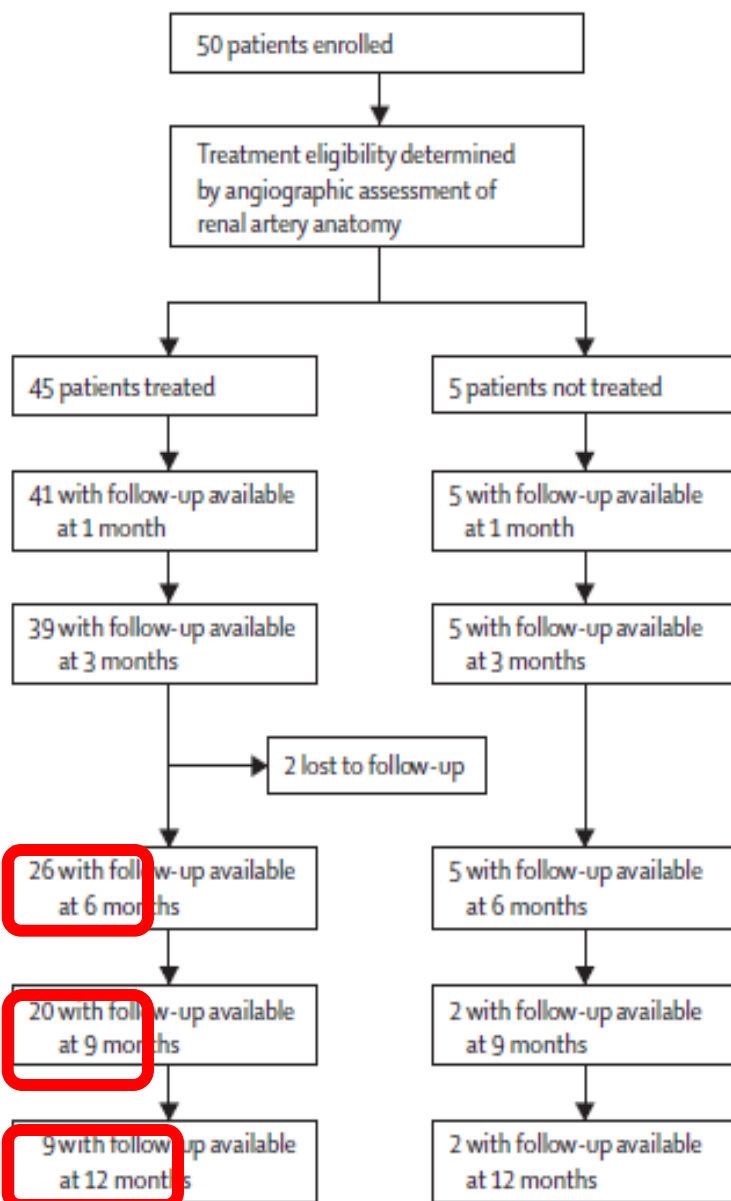 50 patients enrolled
Treatment eligibility determined
by angiographic assessment of
renal artery anatomy
45 patients treated
5 patients not treated
41 with follow-up available
at 1 month
5 with follow-up available
at 1 month
39 with follow-up available
at 3 months
5 with follow-up available
at 3 months
2 lost to follow-up
26 with follow-up available
at 6 months
5 with follow-up available
at 6 months
20 with follow-up available
at 9 months
2 with follow-up available
at 9 months
9 with follow-up available
at 12 months
2 with follow-up available
at 12 months